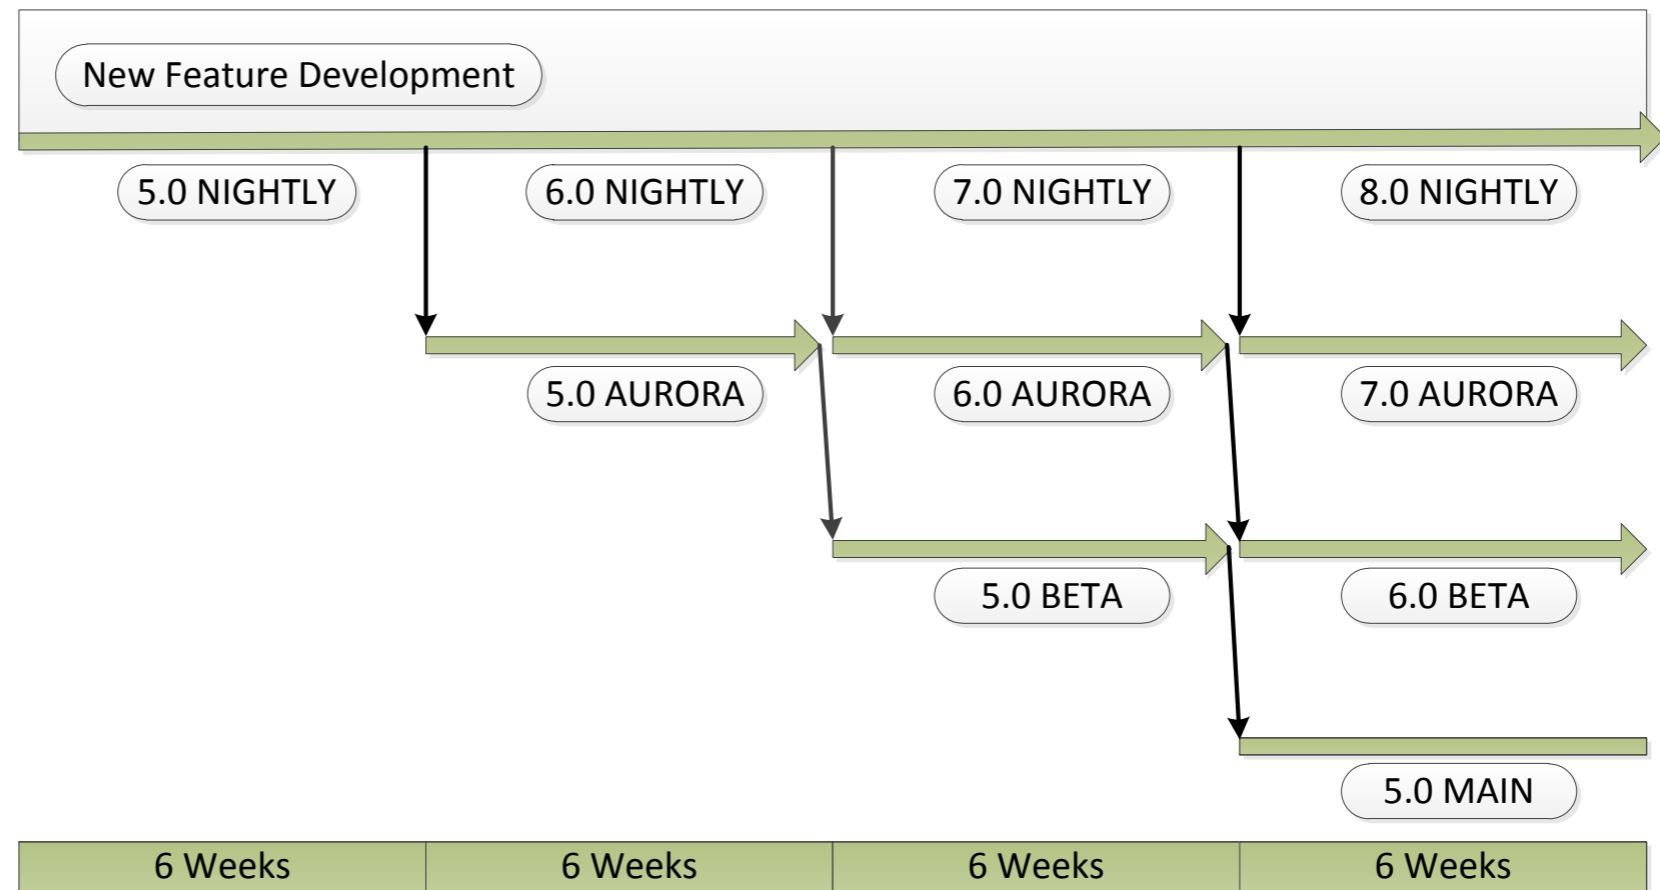 New Feature Development
5.0 NIGHTLY
6.0 NIGHTLY
7.0 NIGHTLY
8.0 NIGHTLY
5.0 AURORA
6.0 AURORA
7.0 AURORA
5.0 BETA
6.0 BETA
5.0 MAIN
6 Weeks
6 Weeks
6 Weeks
6 Weeks